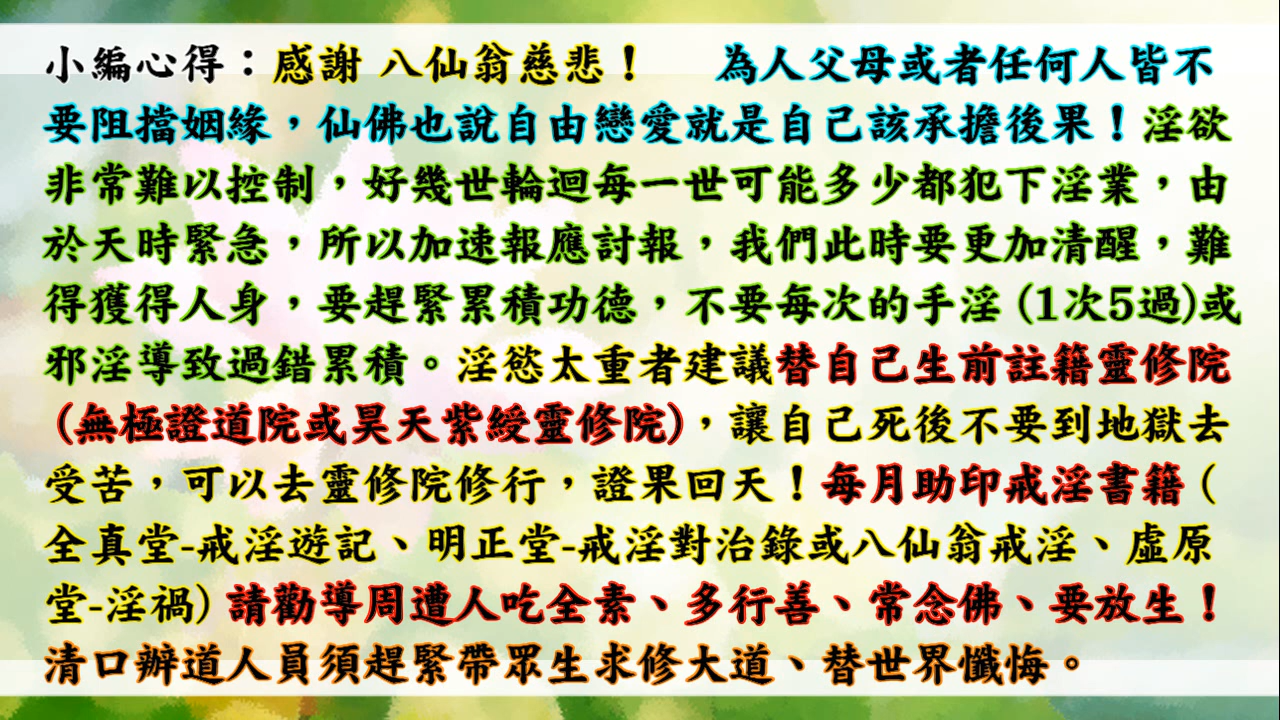 小編心得：感謝 八仙翁慈悲！ 為人父母或者任何人皆不
要阻擋姻緣，仙佛也說自由戀愛就是自己該承擔後果！淫欲
非常難以控制，好幾世輪迴每一世可能多少都犯下淫業，由
於天時緊急，所以加速報應討報，我們此時要更加清醒，難
得獲得人身，要趕緊累積功德，不要每次的手淫(1次5過)或
邪淫導致過錯累積。淫慾太重者建議替自己生前註籍靈修院
(無極證道院或昊天紫綬靈修院)，讓自己死後不要到地獄去
受苦，可以去靈修院修行，證果回天！每月助印戒淫書籍（
全真堂-戒淫遊記、明正堂-戒淫對治錄或八仙翁戒淫、虛原
堂-淫禍）請勸導周遭人吃全素、多行善、常念佛、要放生！
清口辦道人員須趕緊帶眾生求修大道、替世界懺悔。